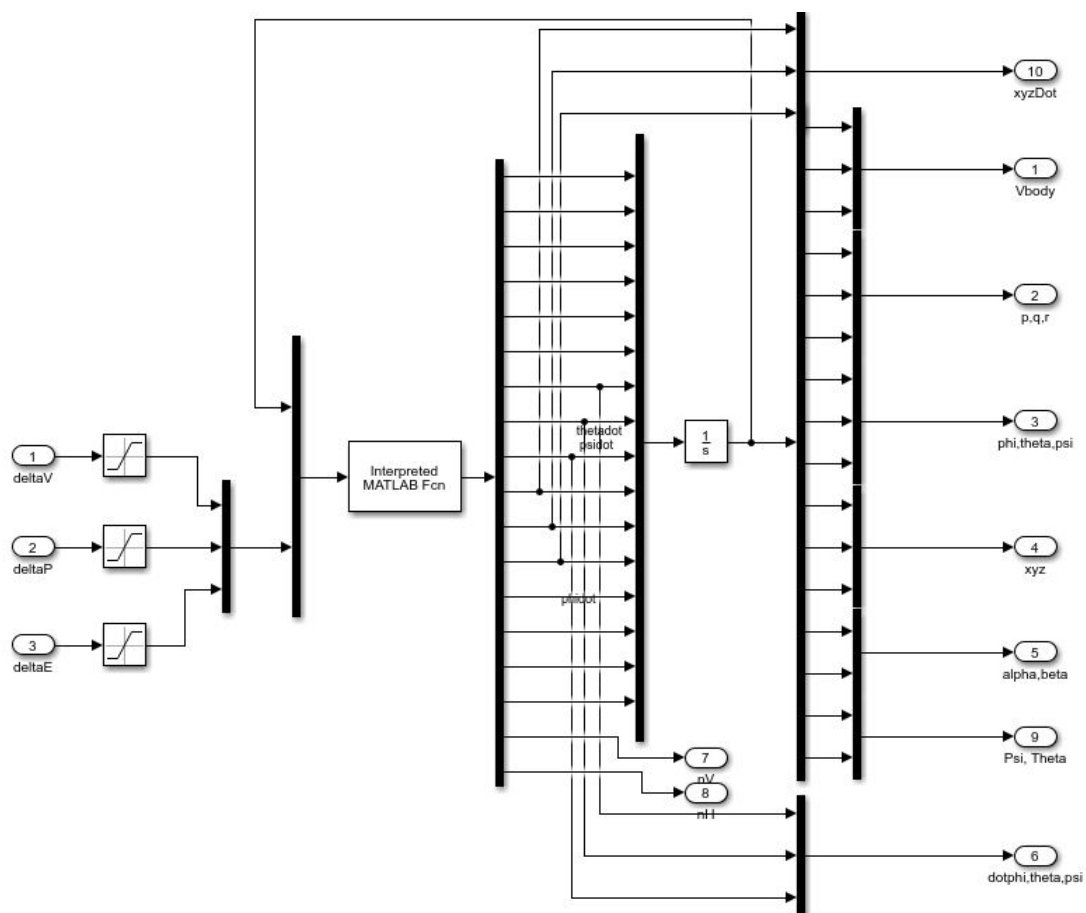 10
xyzDot
1
Vbody
2
p,q,r
3
phi,theta,psi
thetadot
psidot
1
s
1
deltaV
Interpreted
MATLAB Fcn
2
deltaP
4
xyz
phidot
3
deltaE
5
alpha,beta
9
Psi, Theta
7
nV
8
nH
6
dotphi,theta,psi